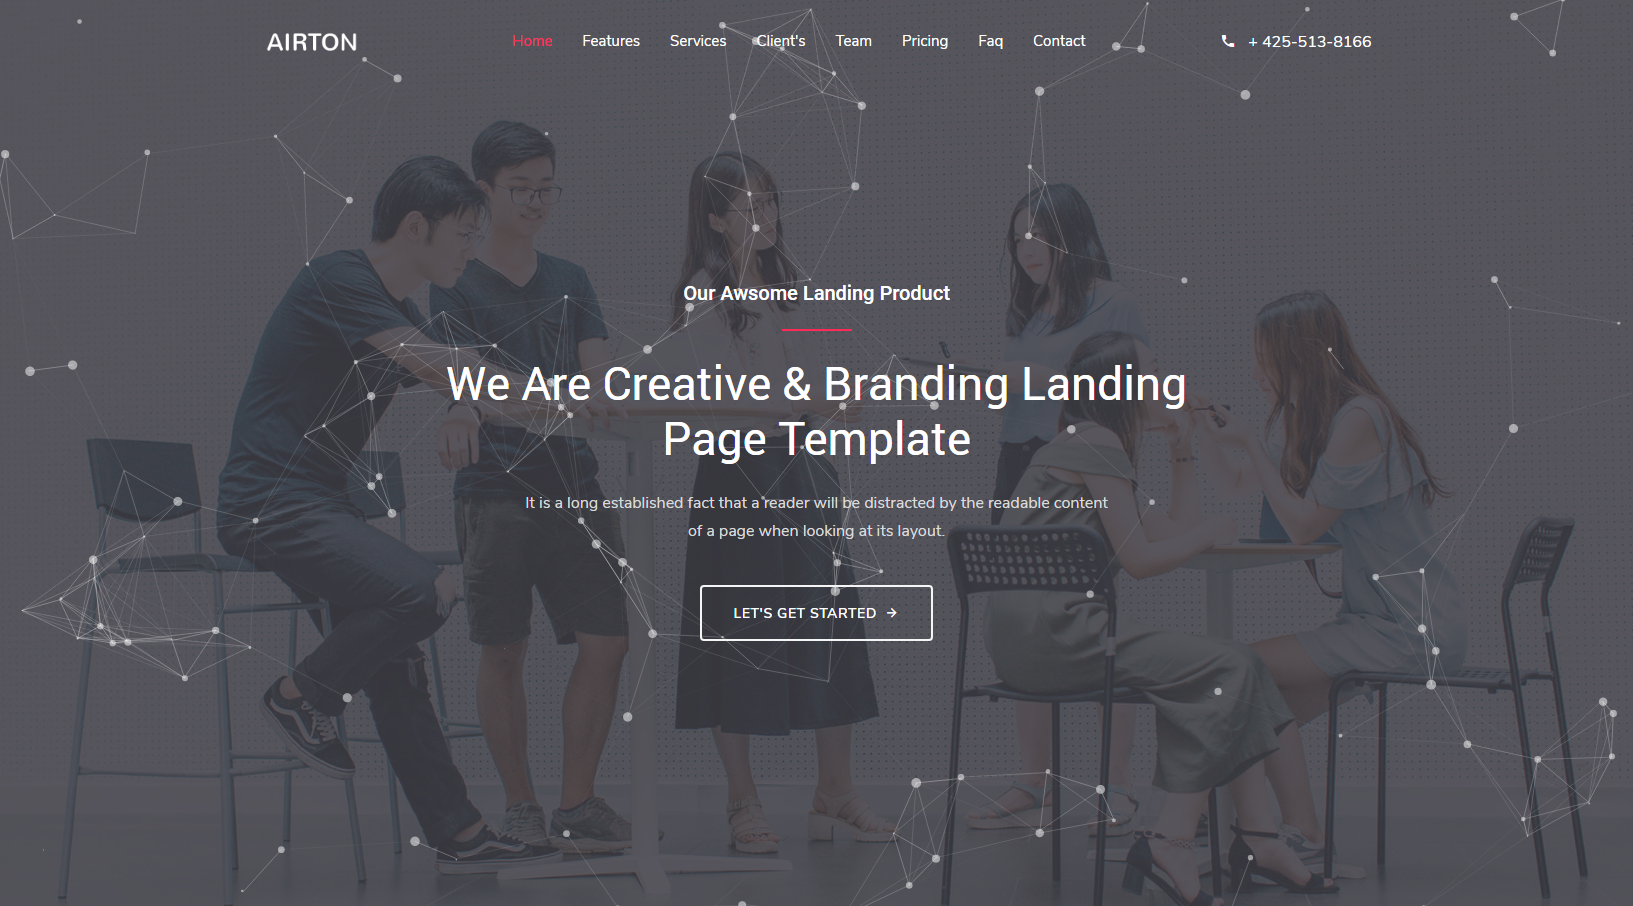 AIRTON
Home Features Services Client's Team Pricing Faq Contact
+ 425-513-8166
Our Awsome Landing Product
We Are Creative & Branding Landing
Page Template
It is a long established fact that a reader will be distracted by the readable content
of a page when looking at its layout.
LET'S GET STARTED →